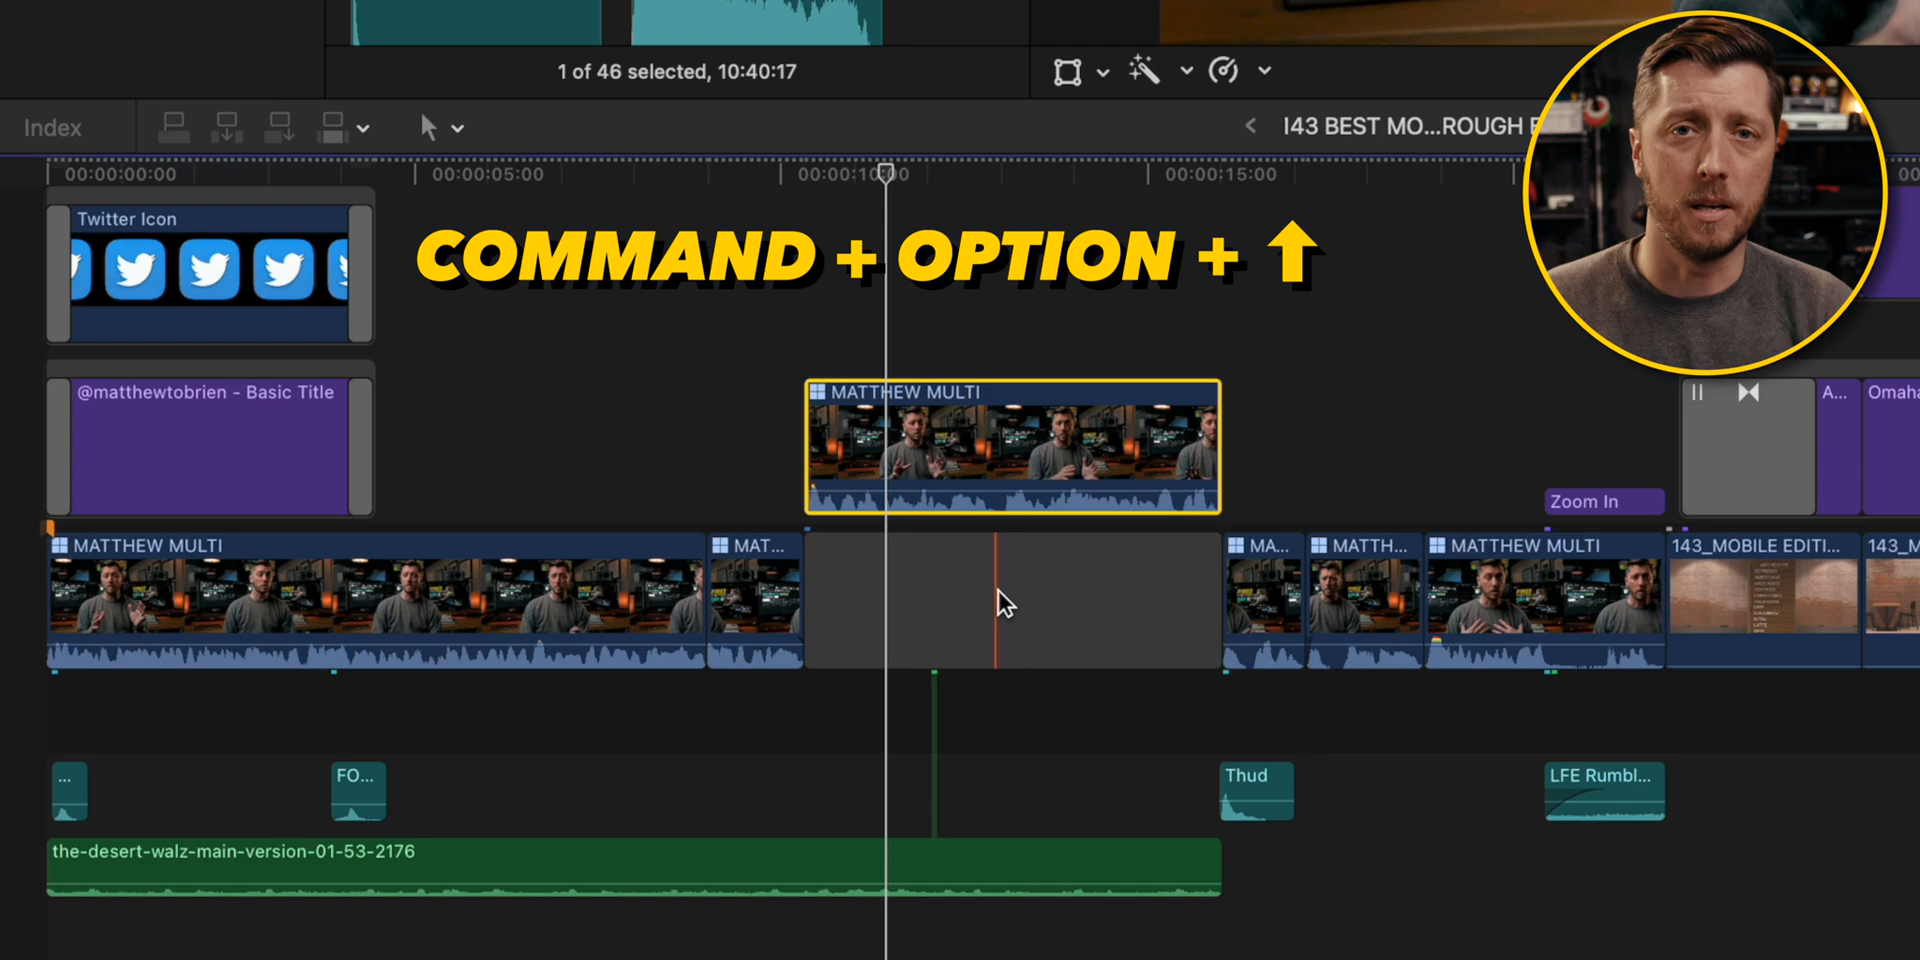 1 of 46 selected, 10:40:17
Index
I43 BEST MO...ROUGH
00:00:00:00
00:00:05:00
00:00:10:00
00:00:15:00
00
Twitter Icon
COMMAND + OPTION + ↑
@matthewtobrien - Basic Title
MATTHEW MULTI
A...
Omaha
Zoom In
MATTHEW MULTI
MAT...
MA...
MATTH...
MATTHEW MULTI
143_MOBILE EDITI...
143_M
...
FO...
Thud
LFE Rumbl...
the-desert-walz-main-version-01-53-2176